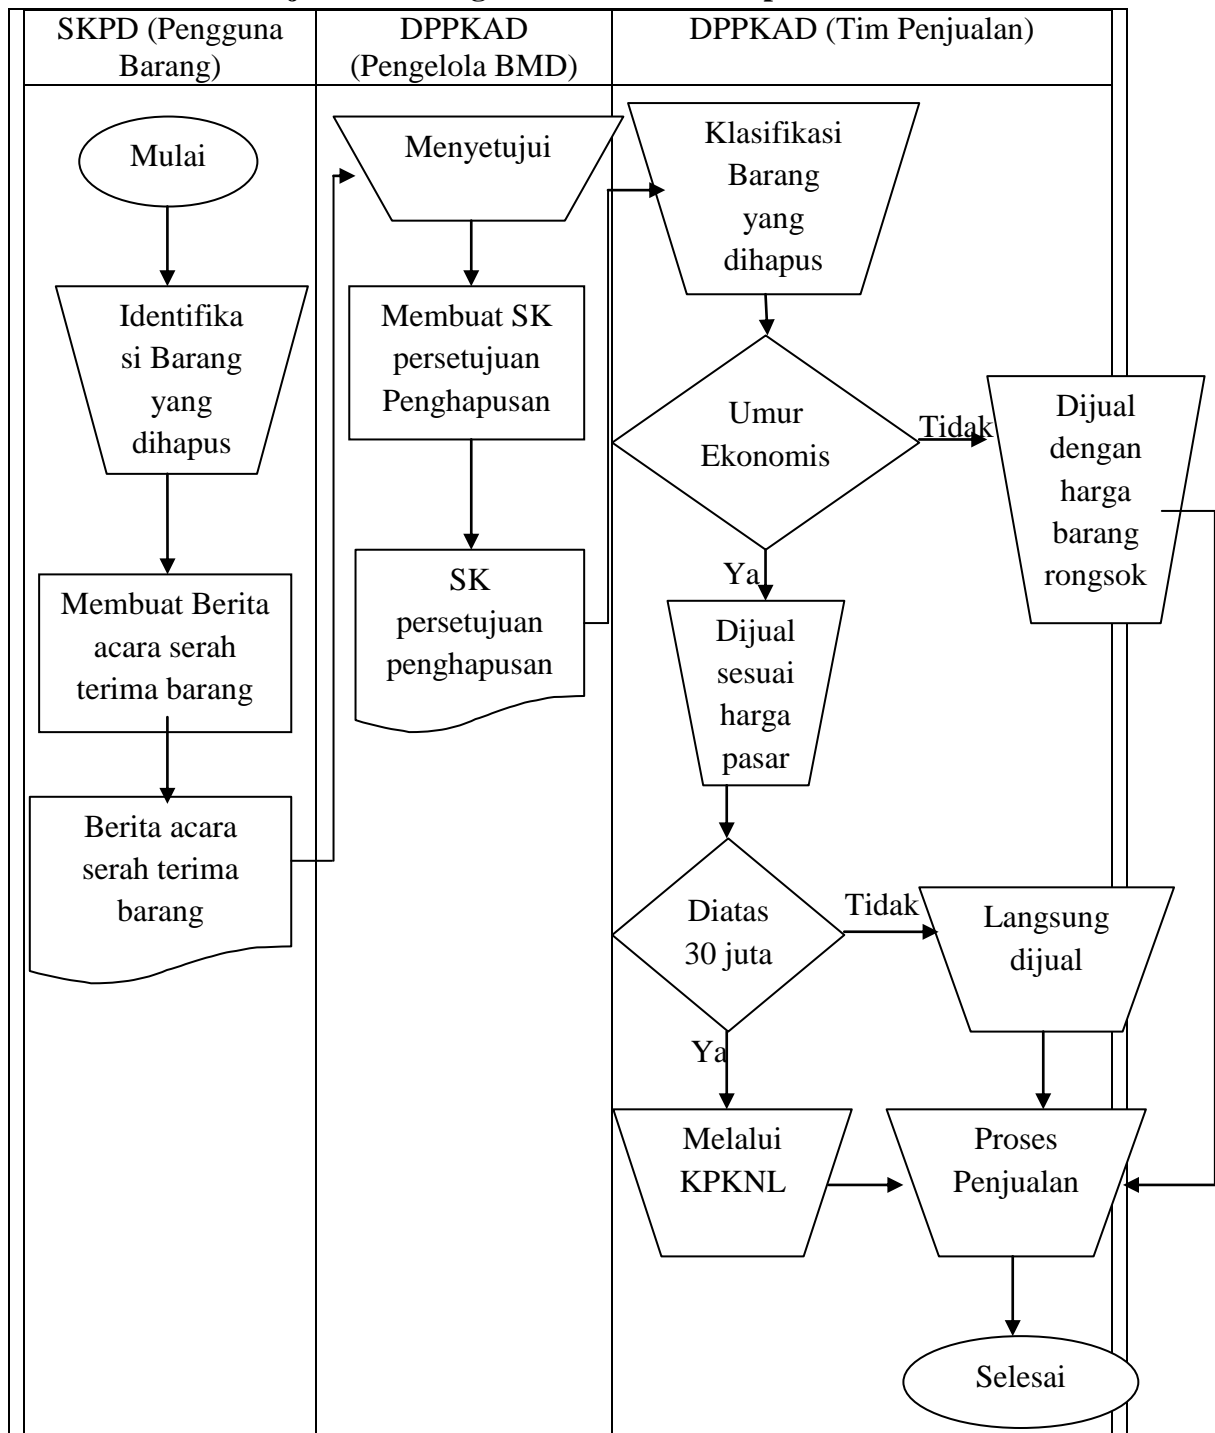 SKPD (Pengguna
Barang)
DPPKAD
(Pengelola BMD)
DPPKAD (Tim Penjualan)
Mulai
Identifika
si Barang
yang
dihapus
Membuat Berita
acara serah
terima barang
Berita acara
serah terima
barang
Menyetujui
Membuat SK
persetujuan
Penghapusan
SK
persetujuan
penghapusan
Klasifikasi
Barang
yang
dihapus
Umur
Ekonomis
Tidak
Dijual
dengan
harga
barang
rongsok
Ya
Dijual
sesuai
harga
pasar
Diatas
30 juta
Tidak
Langsung
dijual
Ya
Melalui
KPKNL
Proses
Penjualan
Selesai